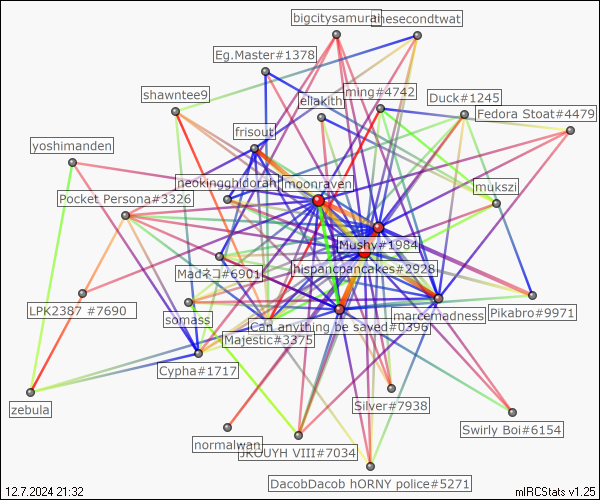 bigcitysamurai
thesecondtwat
Eg.Master#1378
shawntee9
eliakith
ming#4742
Duck#1245
Fedora Stoat#4479
frisout
yoshimanden
neokingghidorah
moonraven
mukszi
Pocket Persona#3326
Mushy#1984
Madネコ#6901
hispancpancakes#2928
LPK2387 #7690
somass
marcemadness
Pikabro#9971
Can anything be saved#0396
Majestic#3375
Cypha#1717
zebula
Silver#7938
Swirly Boi#6154
normalwan
JKOUYH VIII#7034
DacobDacob hORNY police#5271
12.7.2024 21:32
mIRCStats v1.25